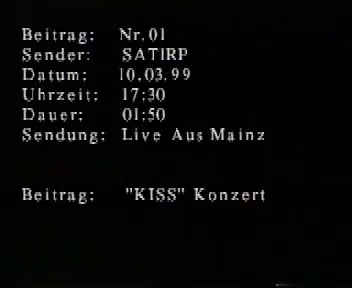 Beitrag: Nr.01
Sender: SAT1RP
Datum: 10.03.99
Uhrzeit: 17:30
Dauer: 01:50
Sendung: Live Aus Mainz
Beitrag: "KISS" Konzert